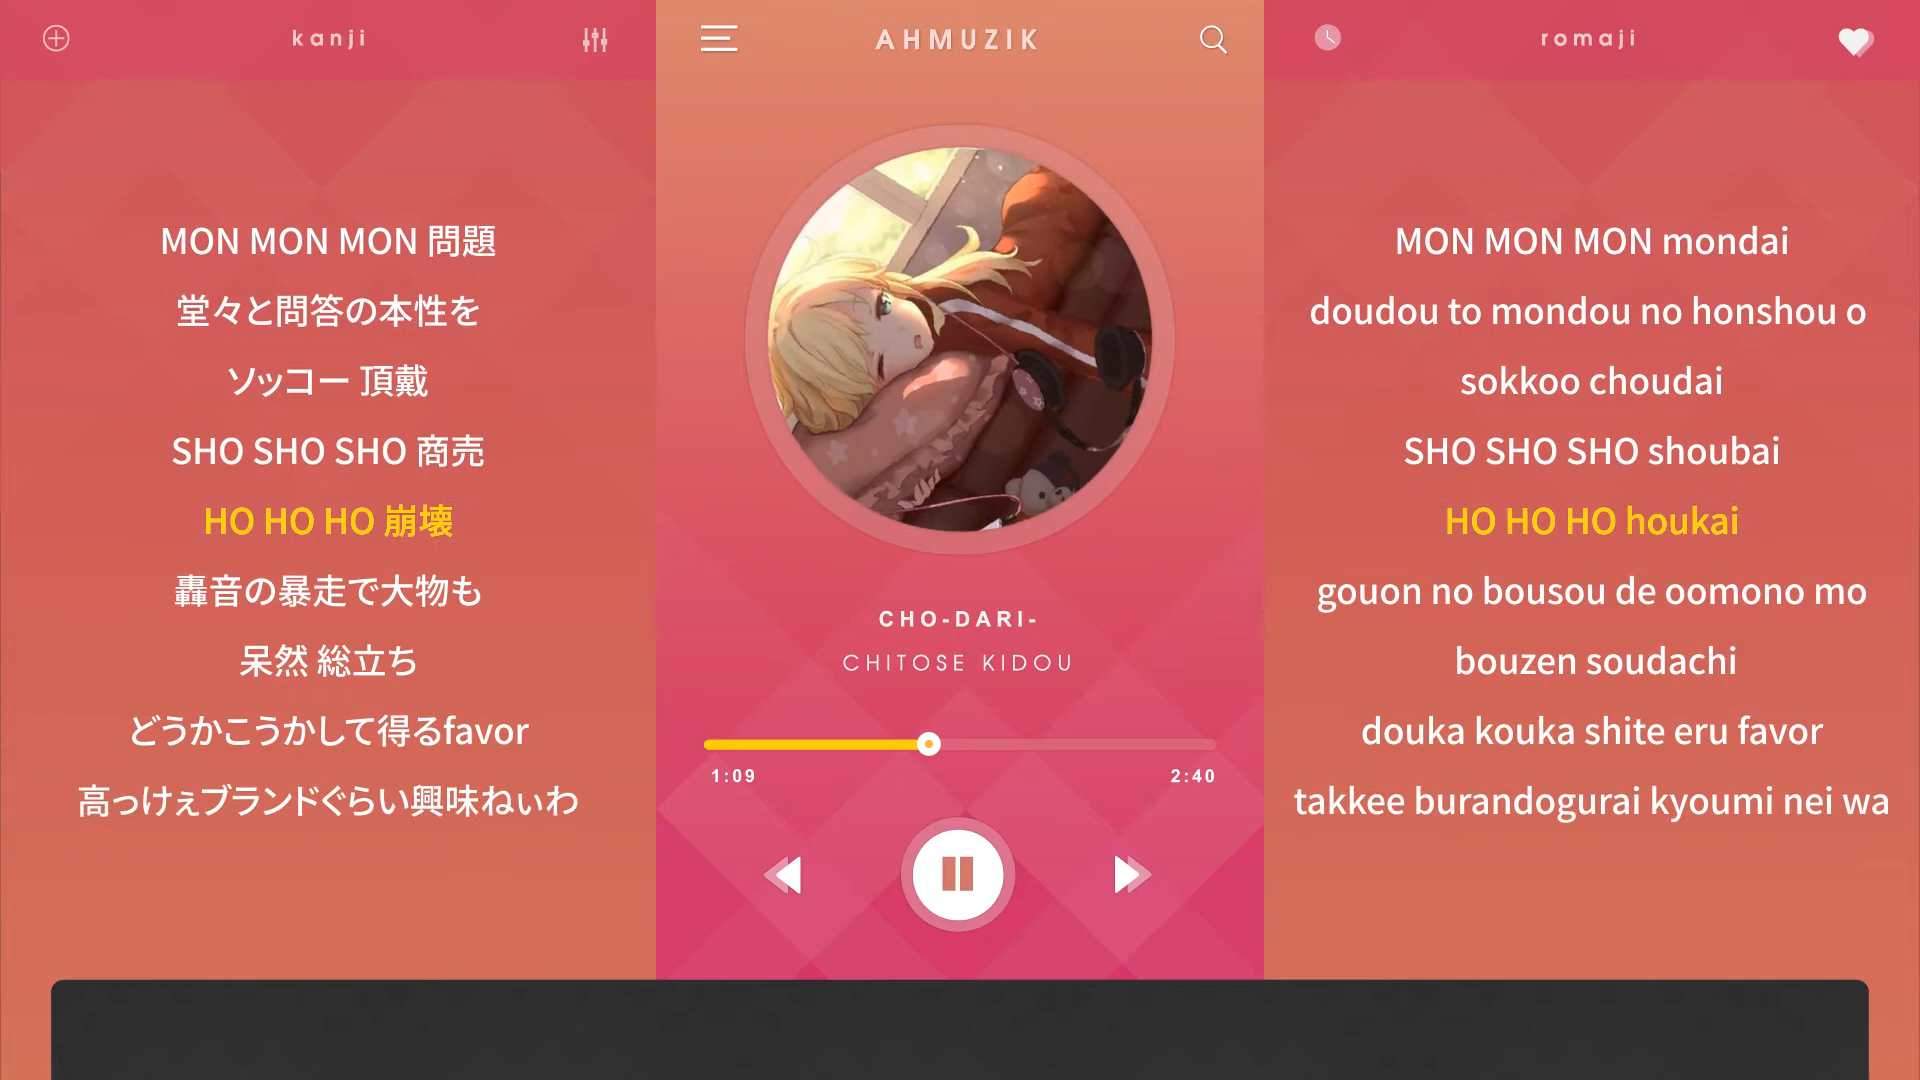 kanji
MON MON MON 問題
堂々と問答の本性を
ソッコー 頂戴
SHO SHO SHO 商売
HO HO HO 崩壊
轟音の暴走で大物も
呆然 総立ち
どうかこうかして得るfavor
高っけぇブランドぐらい興味ねぃわ
AHMUZIK
CHO-DARI-
CHITOSE KIDOU
1:09
2:40
romaji
MON MON MON mondai
doudou to mondou no honshou o
sokkoo choudai
SHO SHO SHO shoubai
HO HO HO houkai
gouon no bousou de oomono mo
bouzen soudachi
douka kouka shite eru favor
takkee burandogurai kyoumi nei wa